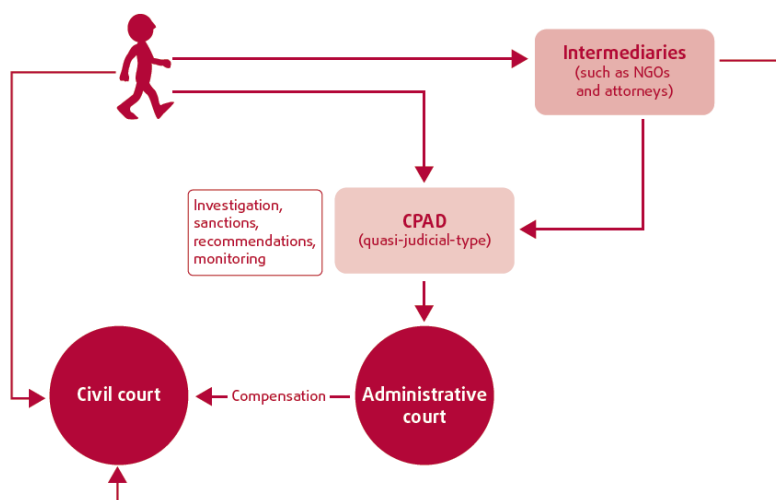 Intermediaries
(such as NGOs
and attorneys)
Investigation,
sanctions,
recommendations,
monitoring
CPAD
(quasi-judicial-type)
Civil court
Compensation
Administrative
court